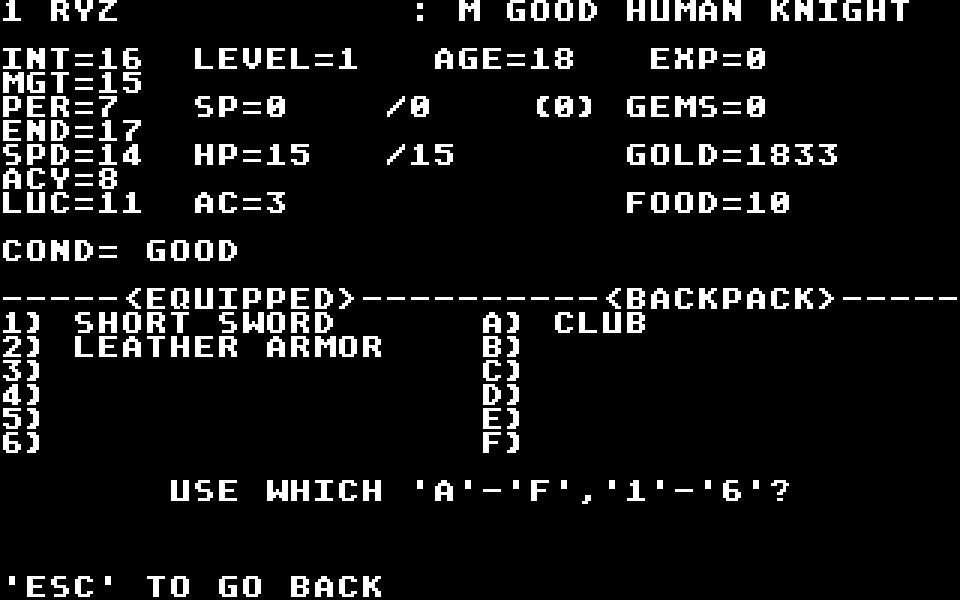 1 RYZ : M GOOD HUMAN KNIGHT
INT=16 LEVEL=1 AGE=18 EXP=0
MGT=15
PER=7 SP=0 /0 (0) GEMS=0
END=17
SPD=14 HP=15 /15 GOLD=1833
ACY=8
LUC=11 AC=3 FOOD=10
COND= GOOD
-----<EQUIPPED>----------<BACKPACK>-----
1) SHORT SWORD A) CLUB
2) LEATHER ARMOR B)
3) C)
4) D)
5) E)
6) F)
USE WHICH 'A'-'F','1'-'6'?
'ESC' TO GO BACK